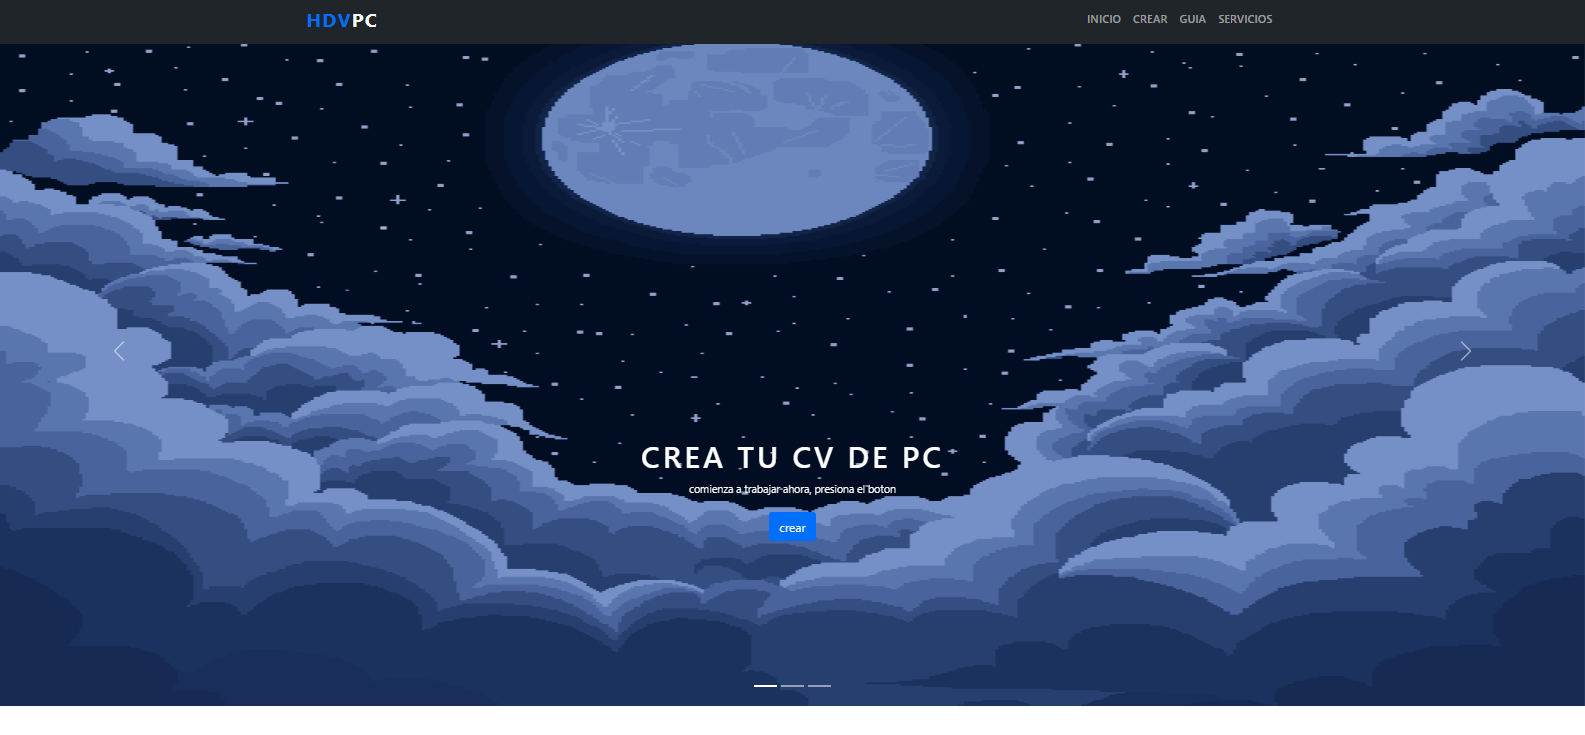 HDVPC
INICIO CREAR GUIA SERVICIOS
CREA TU CV DE PC
comienza a trabajar ahora, presiona el boton
crear